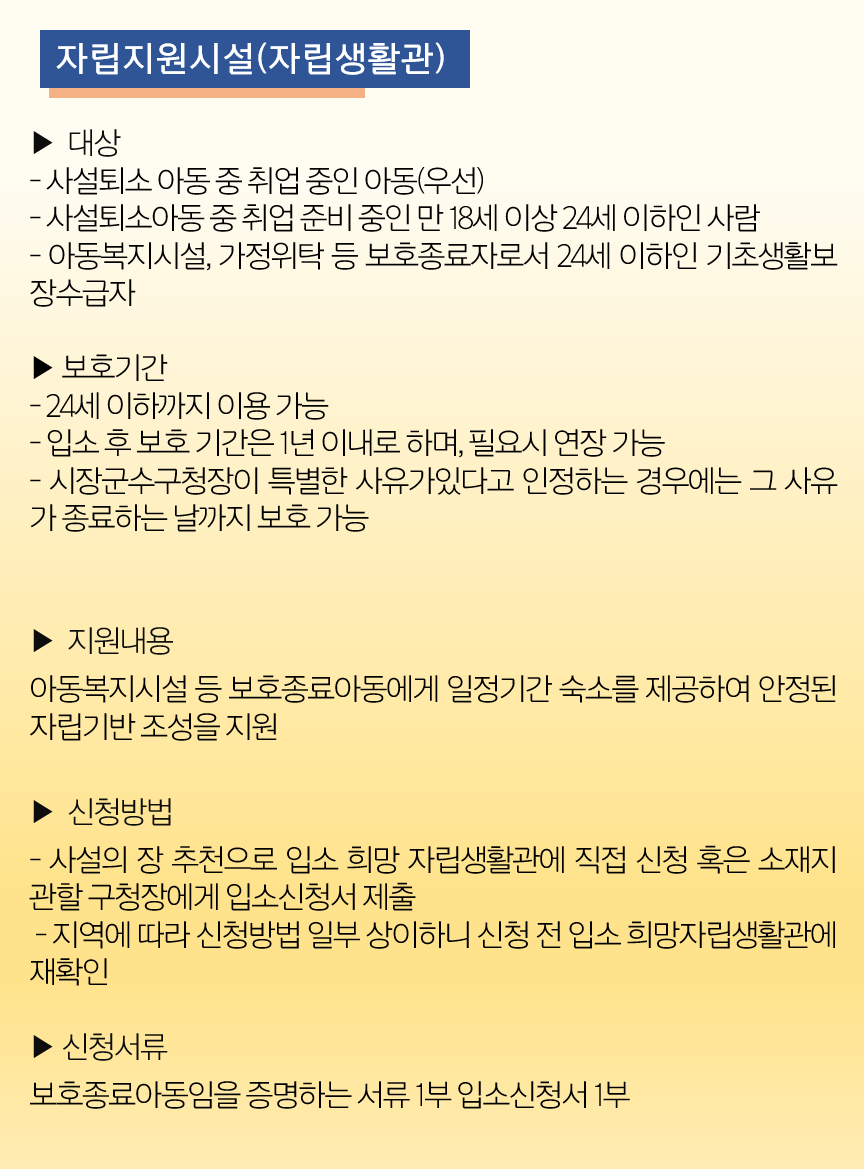 자립지원시설(자립생활관)
▶ 대상
- 사설퇴소 아동 중 취업 중인 아동(우선)
- 사설퇴소아동 중 취업 준비 중인 만 18세 이상 24세 이하인 사람
- 아동복지시설, 가정위탁 등 보호종료자로서 24세 이하인 기초생활보
장수급자
▶ 보호기간
- 24세 이하까지 이용 가능
- 입소 후 보호 기간은 1년 이내로 하며, 필요시 연장 가능
- 시장군수구청장이 특별한 사유가있다고 인정하는 경우에는 그 사유
가 종료하는 날까지 보호 가능
▶ 지원내용
아동복지시설 등 보호종료아동에게 일정기간 숙소를 제공하여 안정된
자립기반 조성을 지원
▶ 신청방법
- 사설의 장 추천으로 입소 희망 자립생활관에 직접 신청 혹은 소재지
관할 구청장에게 입소신청서 제출
- 지역에 따라 신청방법 일부 상이하니 신청 전 입소 희망자립생활관에
재확인
▶ 신청서류
보호종료아동임을 증명하는 서류 1부 입소신청서 1부